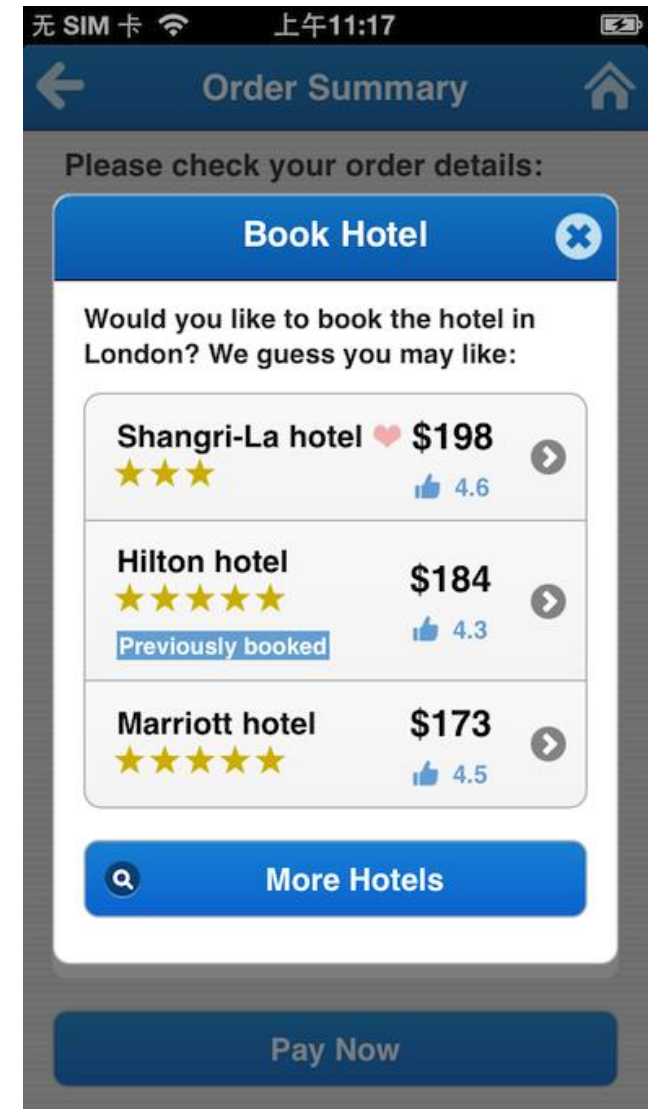 无 SIM 卡 上午11:17
Order Summary
Please check your order details:
Book Hotel
Would you like to book the hotel in
London? We guess you may like:
Shangri-La hotel $198
4.6
Hilton hotel
$184
Previously booked 4.3
Marriott hotel $173
4.5
More Hotels
Pay Now